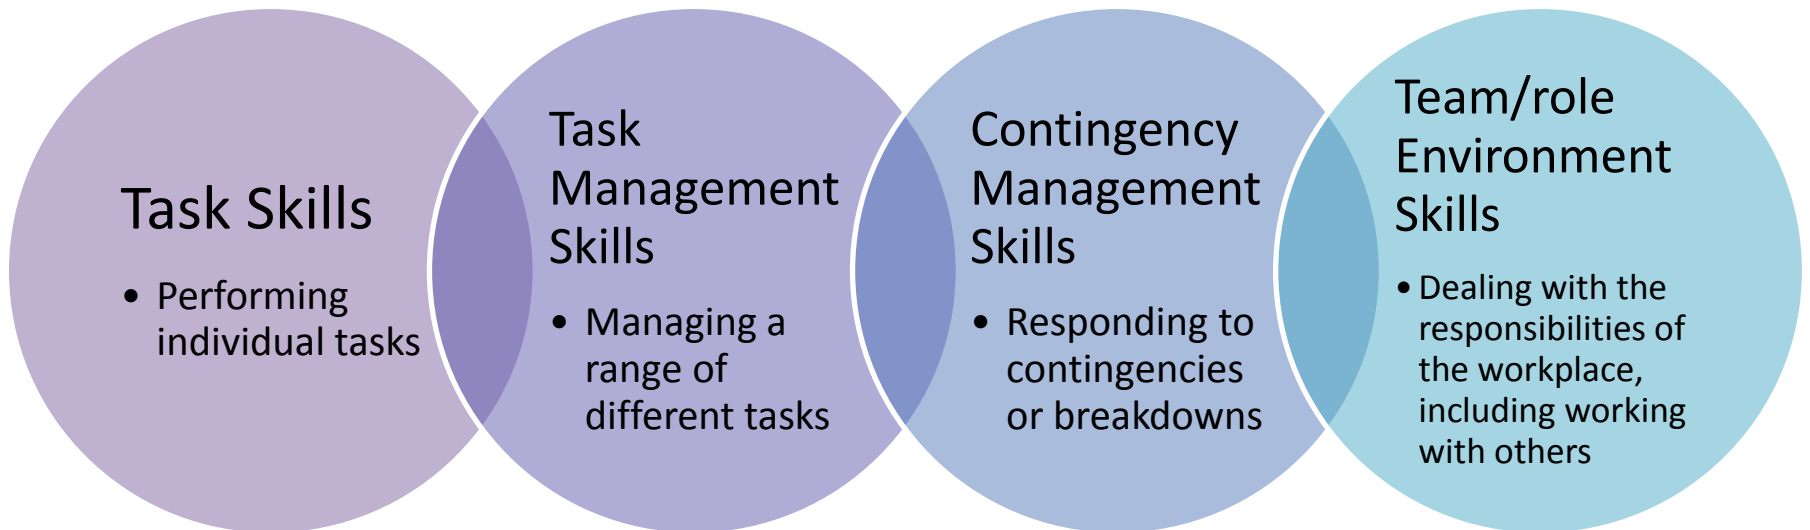 Task Skills
• Performing
individual tasks
Task
Management
Skills
• Managing a
range of
different tasks
Contingency
Management
Skills
• Responding to
contingencies
or breakdowns
Team/role
Environment
Skills
• Dealing with the
responsibilities of
the workplace,
including working
with others